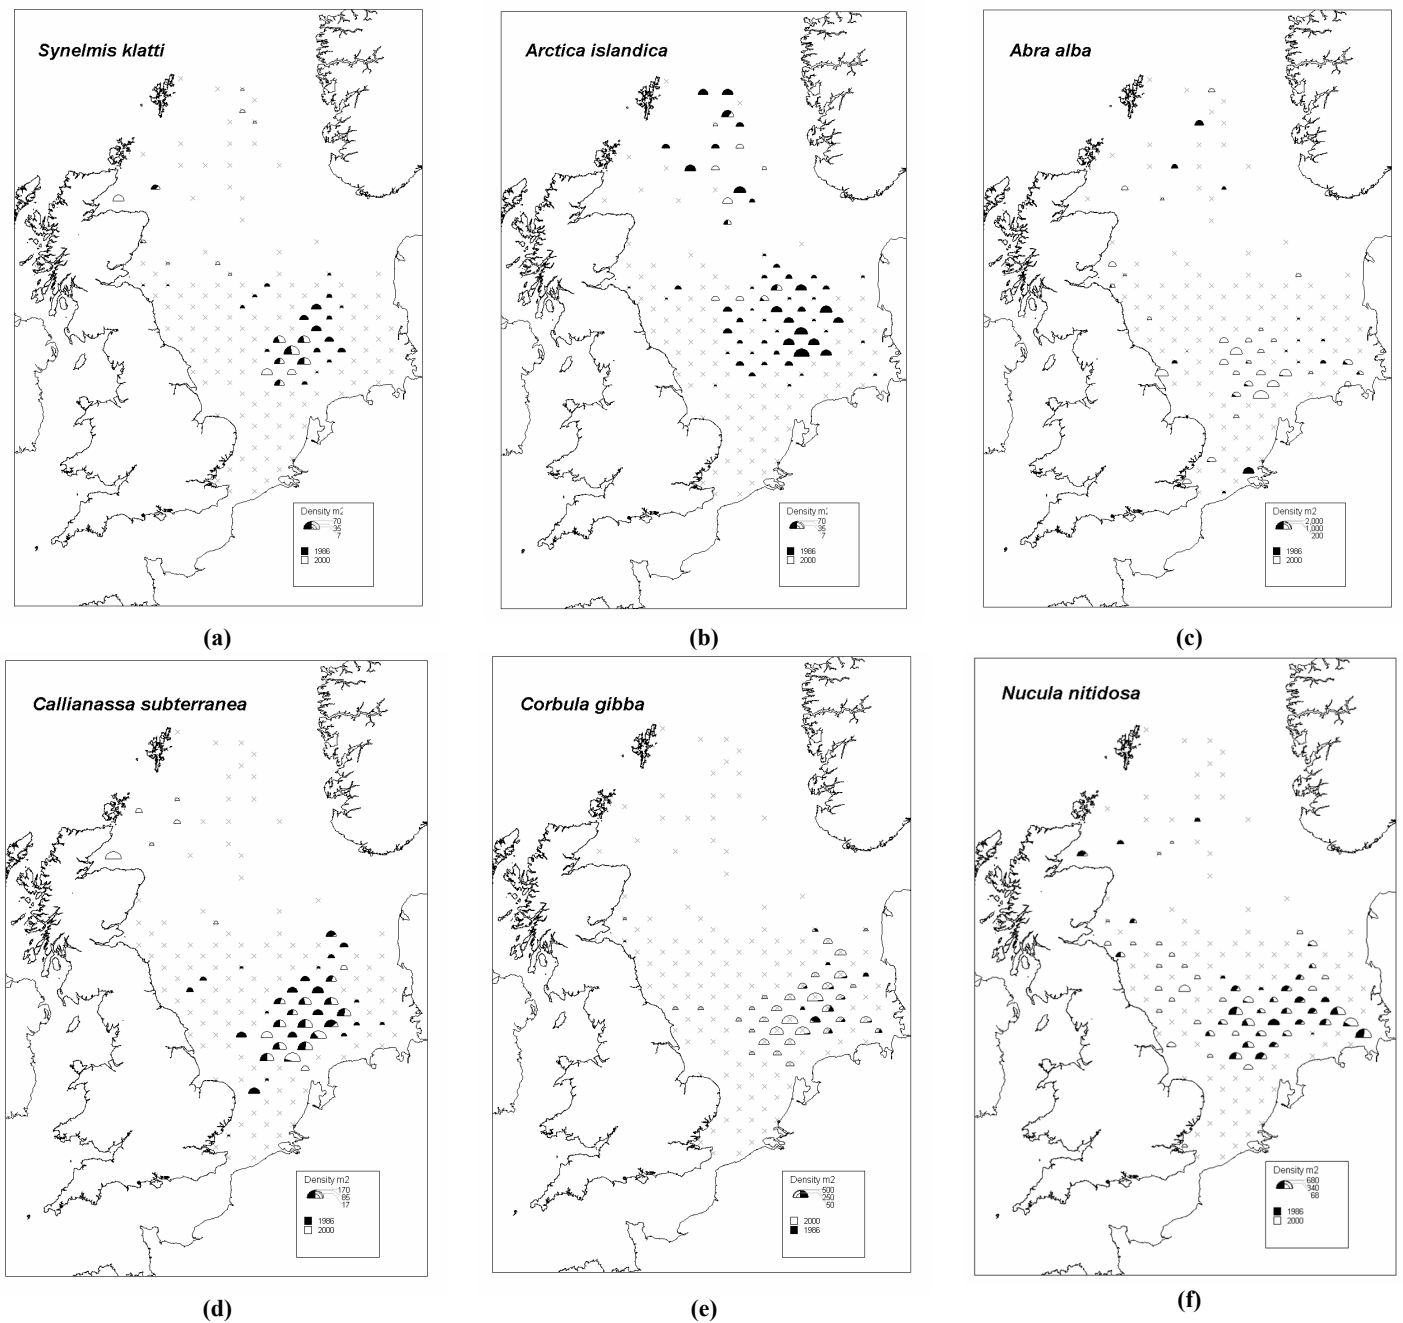 Synelmis klatti
Density m2
70
35
7
1986
2000
(a)
Arctica islandica
Density m2
70
35
7
1986
2000
(b)
Abra alba
Density m2
2,000
1,000
200
1986
2000
(c)
Callianassa subterranea
Density m2
170
85
17
1986
2000
(d)
Corbula gibba
Density m2
500
250
50
2000
1986
(e)
Nucula nitidosa
Density m2
680
340
68
1986
2000
(f)